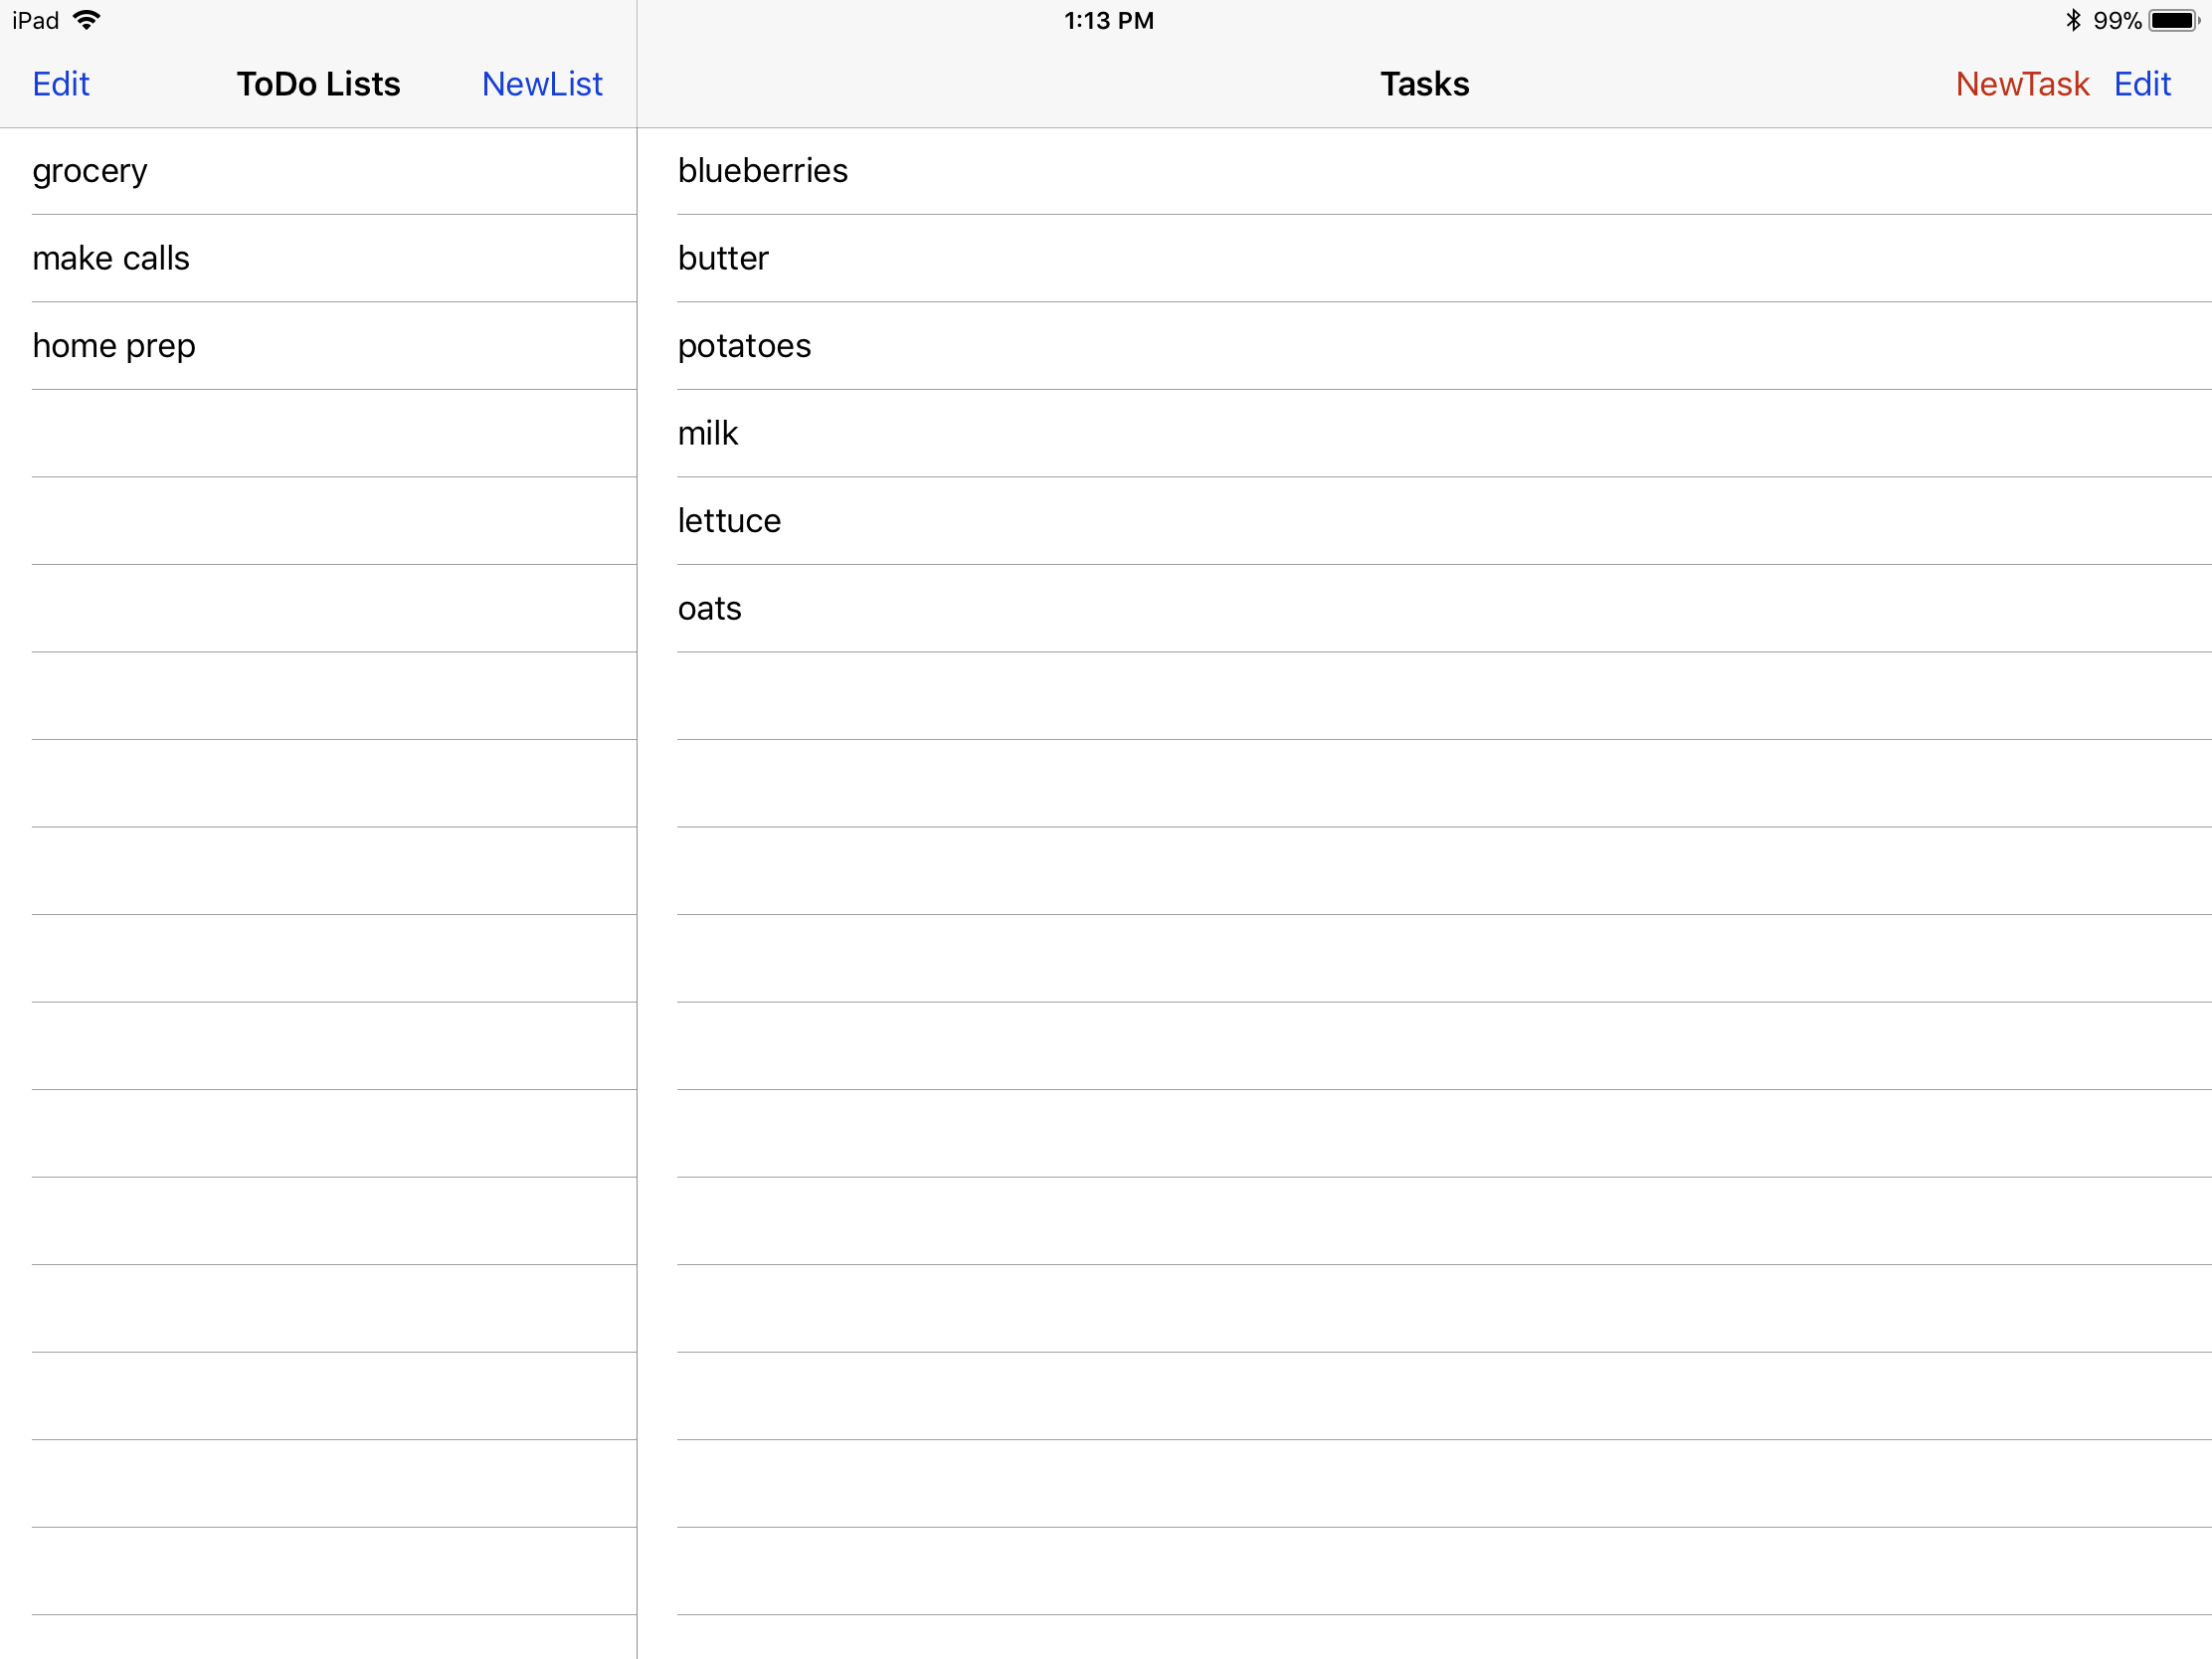 iPad 1:13 PM 99%
Edit ToDo Lists NewList
grocery
make calls
home prep
Tasks NewTask Edit
blueberries
butter
potatoes
milk
lettuce
oats